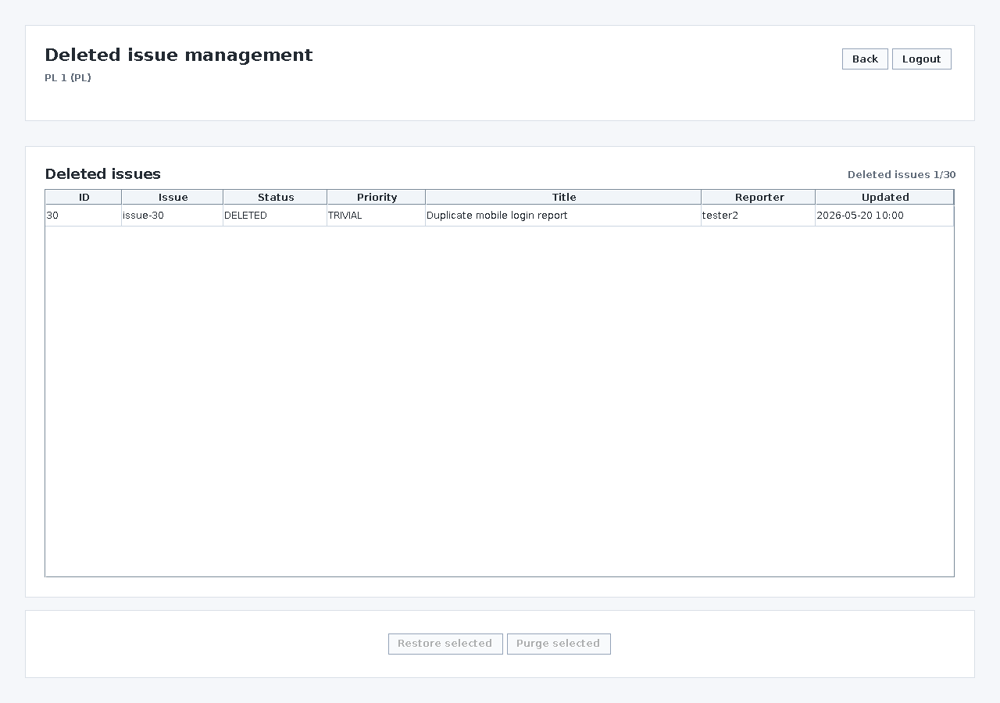 Deleted issue management
PL 1 (PL)
Back Logout
Deleted issues
Deleted issues 1/30
ID Issue Status Priority Title Reporter Updated
30 issue-30 DELETED TRIVIAL Duplicate mobile login report tester2 2026-05-20 10:00
Restore selected Purge selected